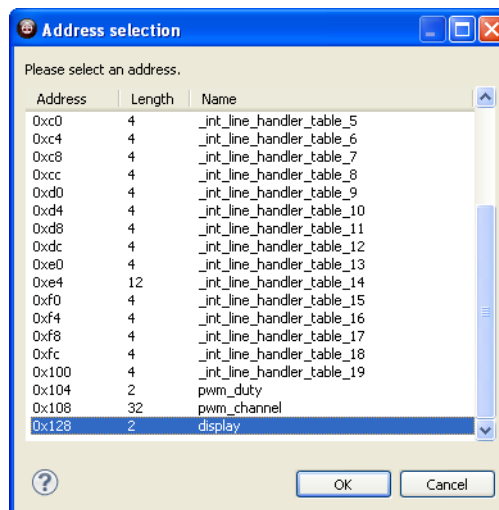 Address selection
Please select an address.
Address Length Name
0xc0 4 _int_line_handler_table_5
0xc4 4 _int_line_handler_table_6
0xc8 4 _int_line_handler_table_7
0xcc 4 _int_line_handler_table_8
0xd0 4 _int_line_handler_table_9
0xd4 4 _int_line_handler_table_10
0xd8 4 _int_line_handler_table_11
0xdc 4 _int_line_handler_table_12
0xe0 4 _int_line_handler_table_13
0xe4 12 _int_line_handler_table_14
0xf0 4 _int_line_handler_table_15
0xf4 4 _int_line_handler_table_16
0xf8 4 _int_line_handler_table_17
0xfc 4 _int_line_handler_table_18
0x100 4 _int_line_handler_table_19
0x104 2 pwm_duty
0x108 32 pwm_channel
0x128 2 display
? OK Cancel